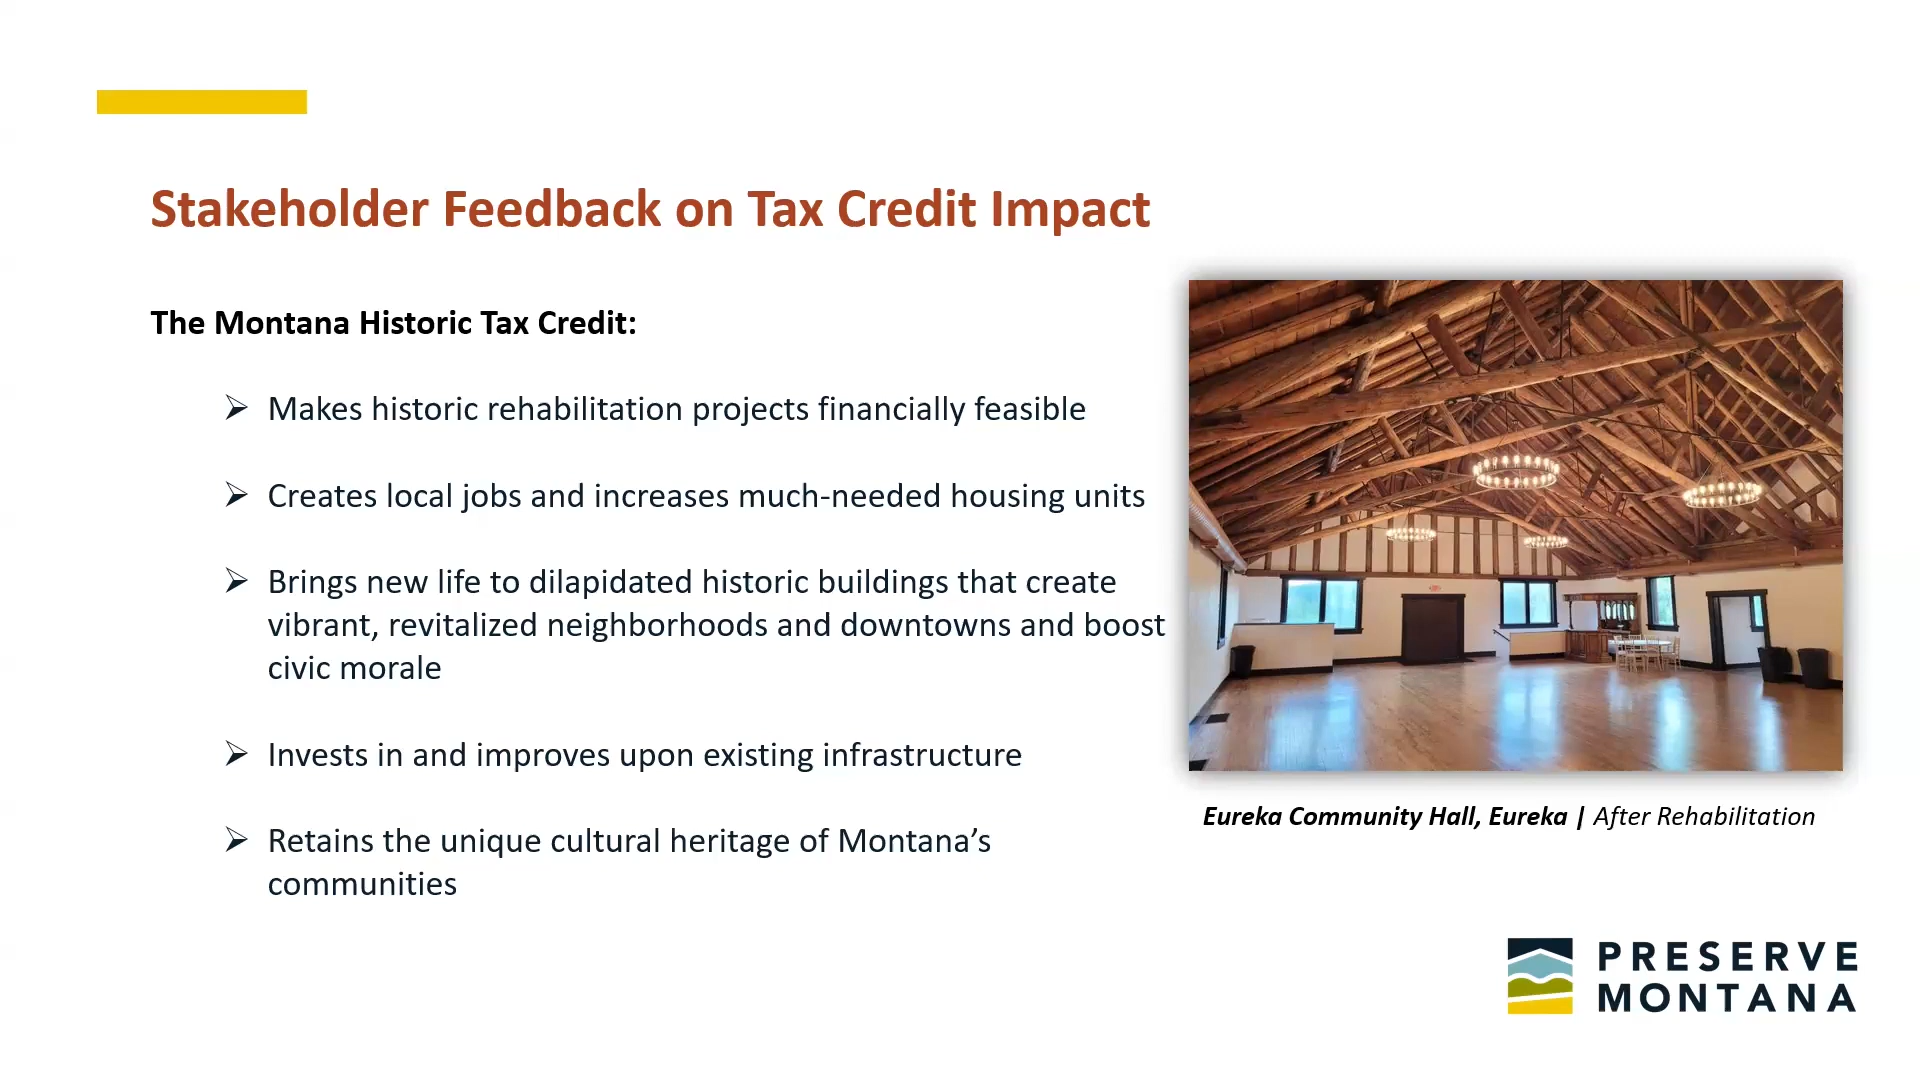 Stakeholder Feedback on Tax Credit Impact
The Montana Historic Tax Credit:
Makes historic rehabilitation projects financially feasible
Creates local jobs and increases much-needed housing units
Brings new life to dilapidated historic buildings that create
vibrant, revitalized neighborhoods and downtowns and boost
civic morale
Invests in and improves upon existing infrastructure
Retains the unique cultural heritage of Montana’s
communities
Eureka Community Hall, Eureka | After Rehabilitation
PRESERVE
MONTANA